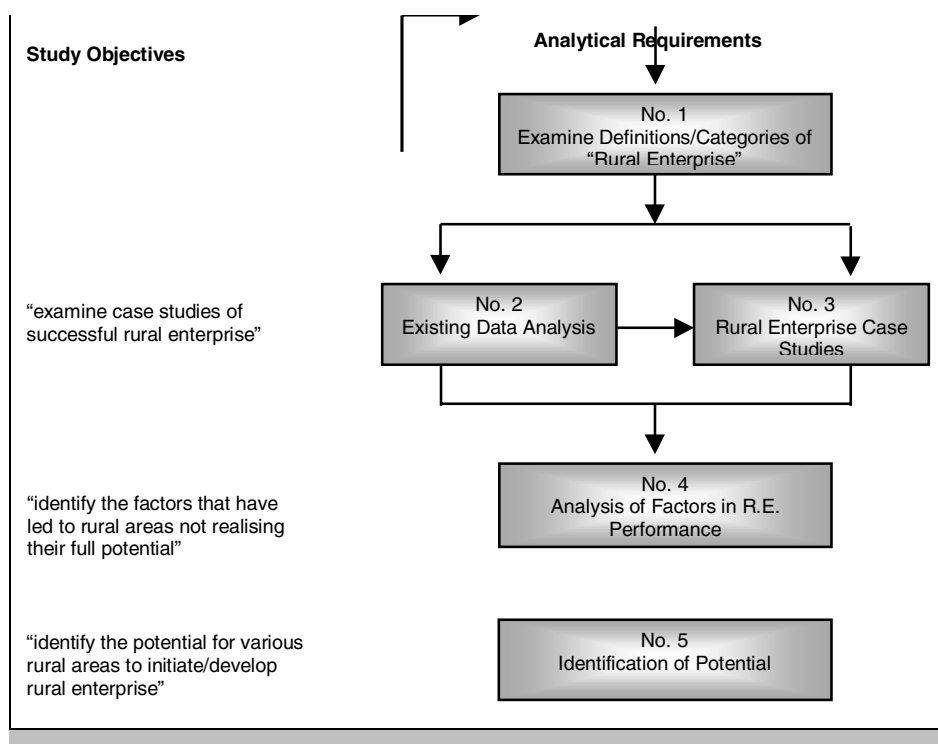 Study Objectives
Analytical Requirements
No. 1
Examine Definitions/Categories of
“Rural Enterprise”
“examine case studies of
successful rural enterprise”
No. 2
Existing Data Analysis
No. 3
Rural Enterprise Case
Studies
“identify the factors that have
led to rural areas not realising
their full potential”
No. 4
Analysis of Factors in R.E.
Performance
“identify the potential for various
rural areas to initiate/develop
rural enterprise”
No. 5
Identification of Potential